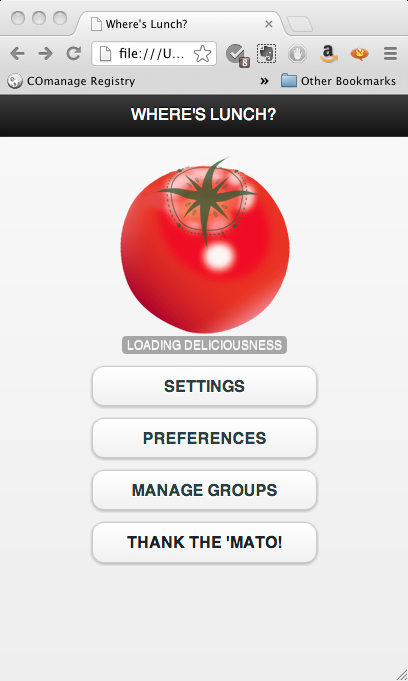 Where's Lunch?
file:///U...
8
COmanage Registry
»
Other Bookmarks
WHERE'S LUNCH?
LOADING DELICIOUSNESS
SETTINGS
PREFERENCES
MANAGE GROUPS
THANK THE 'MATO!